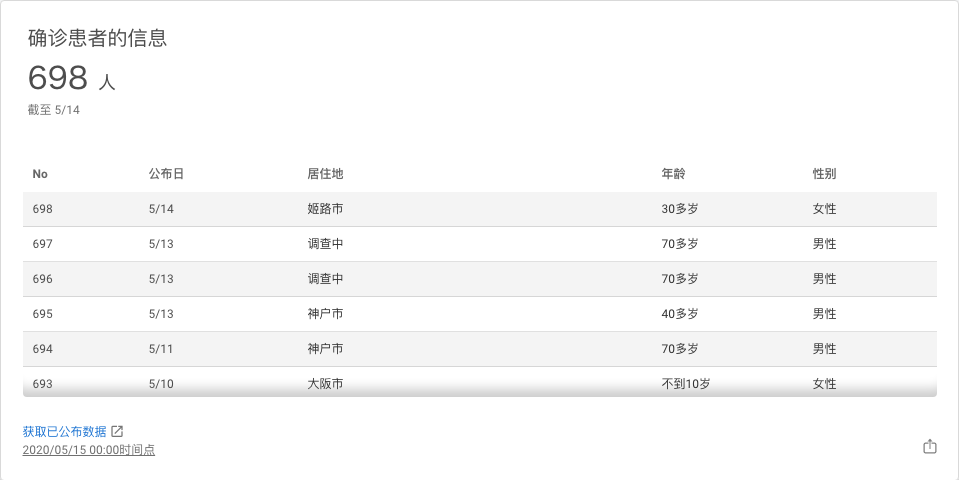 确诊患者的信息
698 人
截至 5/14
No 公布日 居住地 年龄 性别
698 5/14 姬路市 30多岁 女性
697 5/13 调查中 70多岁 男性
696 5/13 调查中 70多岁 男性
695 5/13 神户市 40多岁 男性
694 5/11 神户市 70多岁 男性
693 5/10 大阪市 不到10岁 女性
获取已公布数据
2020/05/15 00:00时间点